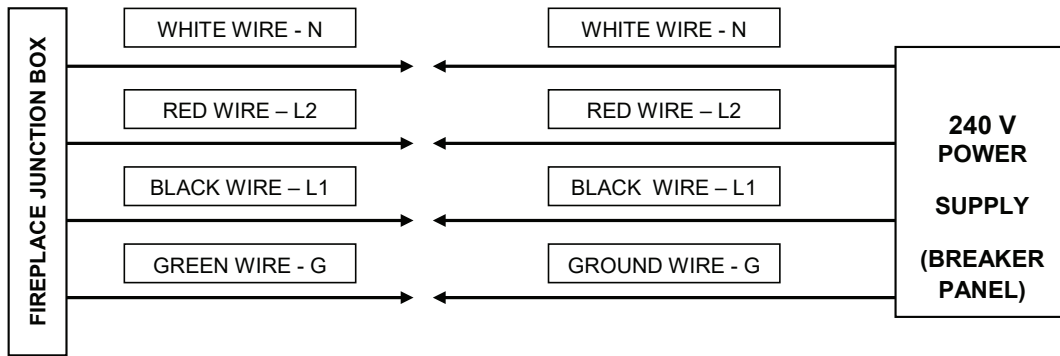 FIREPLACE JUNCTION BOX
WHITE WIRE - N
WHITE WIRE - N
RED WIRE – L2
RED WIRE – L2
BLACK WIRE – L1
BLACK WIRE – L1
GREEN WIRE - G
GROUND WIRE - G
240 V
POWER
SUPPLY
(BREAKER
PANEL)